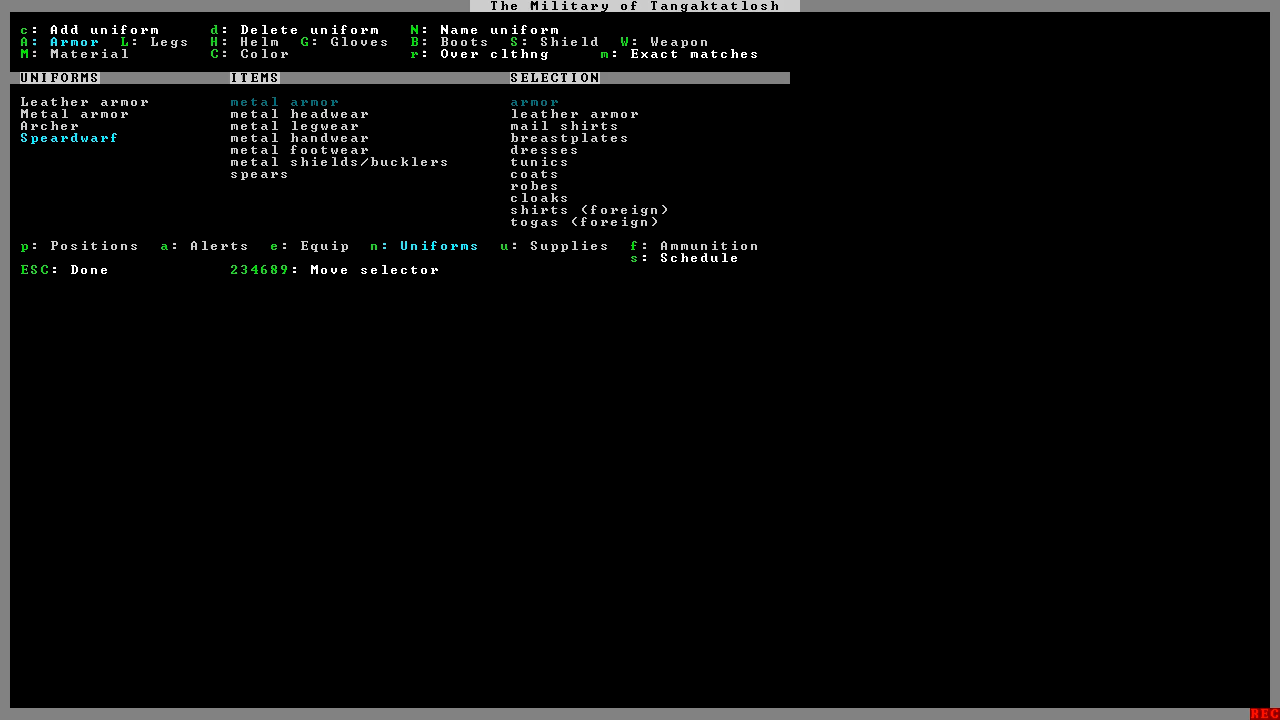 The Military of Tangaktatlosh
c: Add uniform d: Delete uniform N: Name uniform
A: Armor L: Legs H: Helm G: Gloves B: Boots S: Shield W: Weapon
M: Material C: Color r: Over clthng m: Exact matches
UNIFORMS ITEMS SELECTION
Leather armor metal armor armor
Metal armor metal headwear leather armor
Archer metal legwear mail shirts
Speardwarf metal handwear breastplates
metal footwear dresses
metal shields/bucklers tunics
spears coats
robes
cloaks
shirts (foreign)
togas (foreign)
p: Positions a: Alerts e: Equip n: Uniforms u: Supplies f: Ammunition
s: Schedule
ESC: Done 234689: Move selector
REC